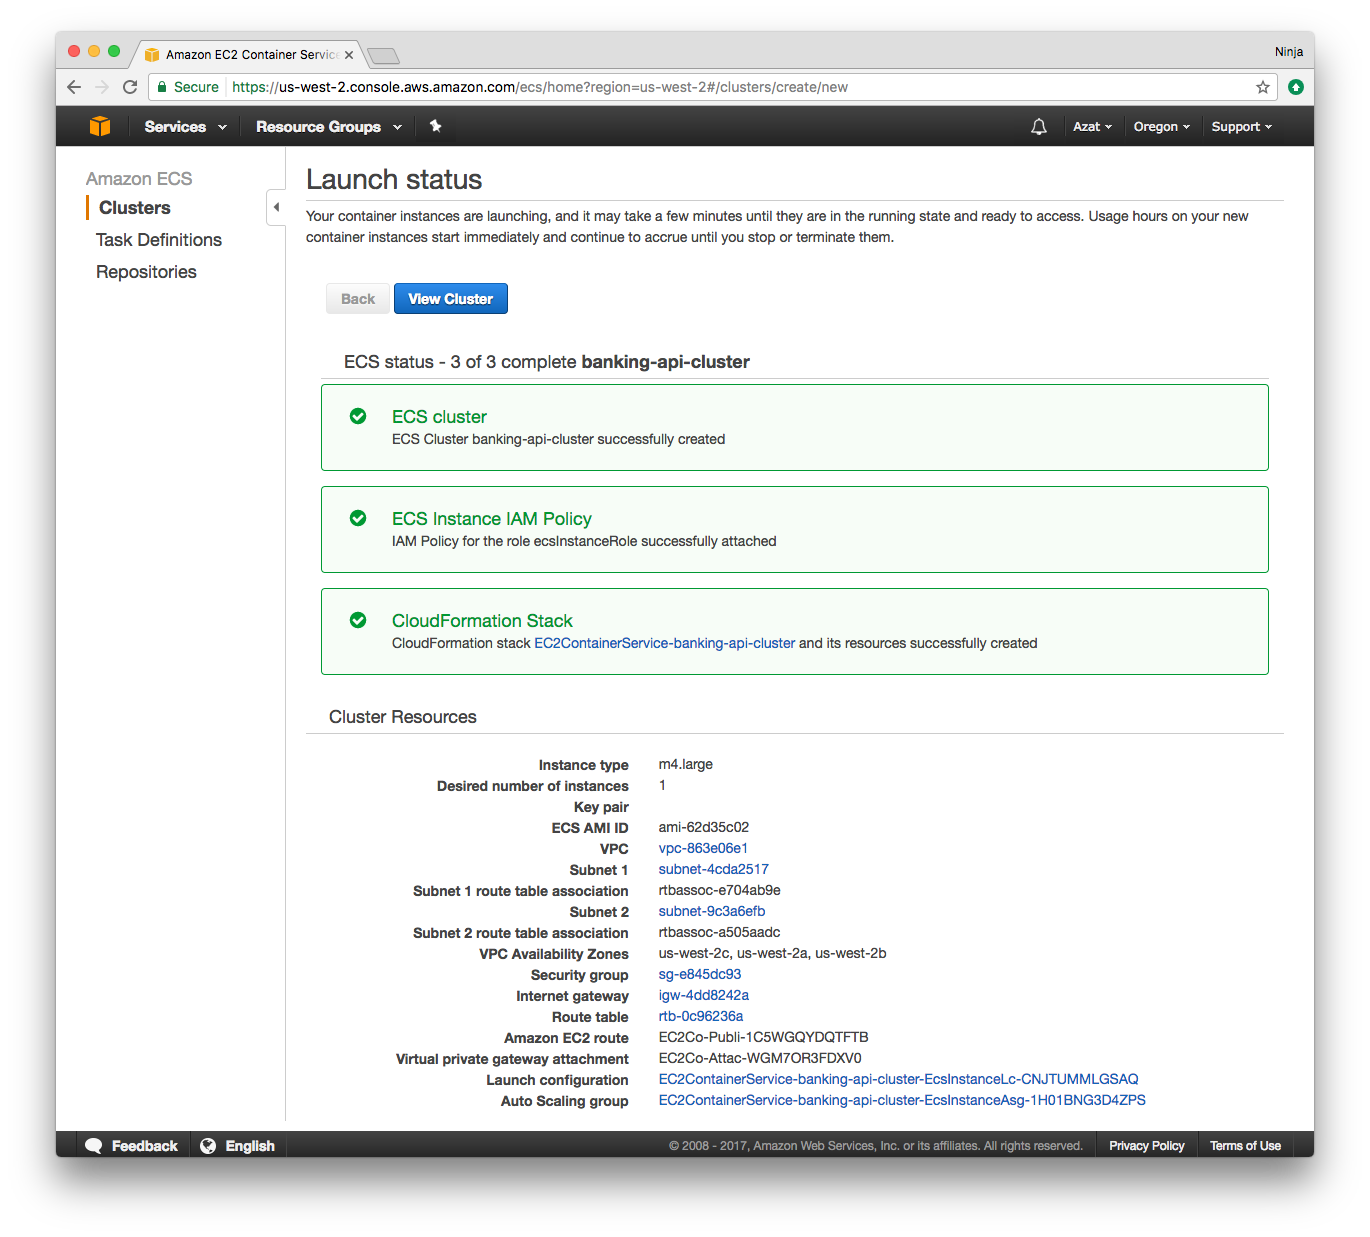 Amazon EC2 Container Servic
Ninja
Secure
https://us-west-2.console.aws.amazon.com/ecs/home?region=us-west-2#/clusters/create/new
Services
Resource Groups
Azat
Oregon
Support
Amazon ECS
Clusters
Task Definitions
Repositories
Launch status
Your container instances are launching, and it may take a few minutes until they are in the running state and ready to access. Usage hours on your new
container instances start immediately and continue to accrue until you stop or terminate them.
Back
View Cluster
ECS status - 3 of 3 complete banking-api-cluster
ECS cluster
ECS Cluster banking-api-cluster successfully created
ECS Instance IAM Policy
IAM Policy for the role ecsInstanceRole successfully attached
CloudFormation Stack
CloudFormation stack EC2ContainerService-banking-api-cluster and its resources successfully created
Cluster Resources
Instance type m4.large
Desired number of instances 1
Key pair
ECS AMI ID ami-62d35c02
VPC vpc-863e06e1
Subnet 1 subnet-4cda2517
Subnet 1 route table association rtbassoc-e704ab9e
Subnet 2 subnet-9c3a6efb
Subnet 2 route table association rtbassoc-a505aadc
VPC Availability Zones us-west-2c, us-west-2a, us-west-2b
Security group sg-e845dc93
Internet gateway igw-4dd8242a
Route table rtb-0c96236a
Amazon EC2 route EC2Co-Publi-1C5WGQYDQTFTB
Virtual private gateway attachment EC2Co-Attac-WGM7OR3FDXV0
Launch configuration EC2ContainerService-banking-api-cluster-EcsInstanceLc-CNJTUMMLGSAQ
Auto Scaling group EC2ContainerService-banking-api-cluster-EcsInstanceAsg-1H01BNG3D4ZPS
Feedback
English
© 2008 - 2017, Amazon Web Services, Inc. or its affiliates. All rights reserved.
Privacy Policy
Terms of Use